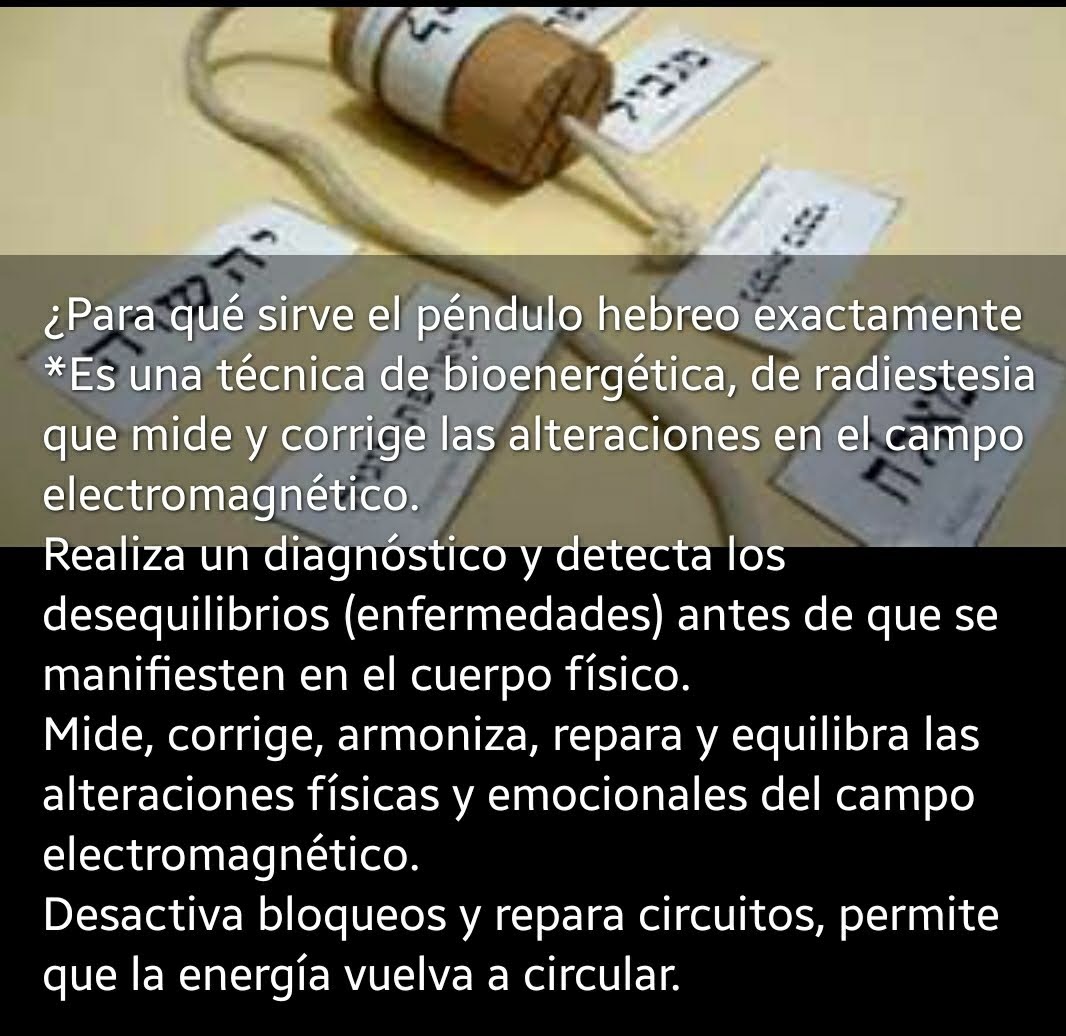 מגביל
יהשוה
¿Para qué sirve el péndulo hebreo exactamente
*Es una técnica de bioenergética, de radiestesia
que mide y corrige las alteraciones en el campo
electromagnético.
Realiza un diagnóstico y detecta los
desequilibrios (enfermedades) antes de que se
manifiesten en el cuerpo físico.
Mide, corrige, armoniza, repara y equilibra las
alteraciones físicas y emocionales del campo
electromagnético.
Desactiva bloqueos y repara circuitos, permite
que la energía vuelva a circular.